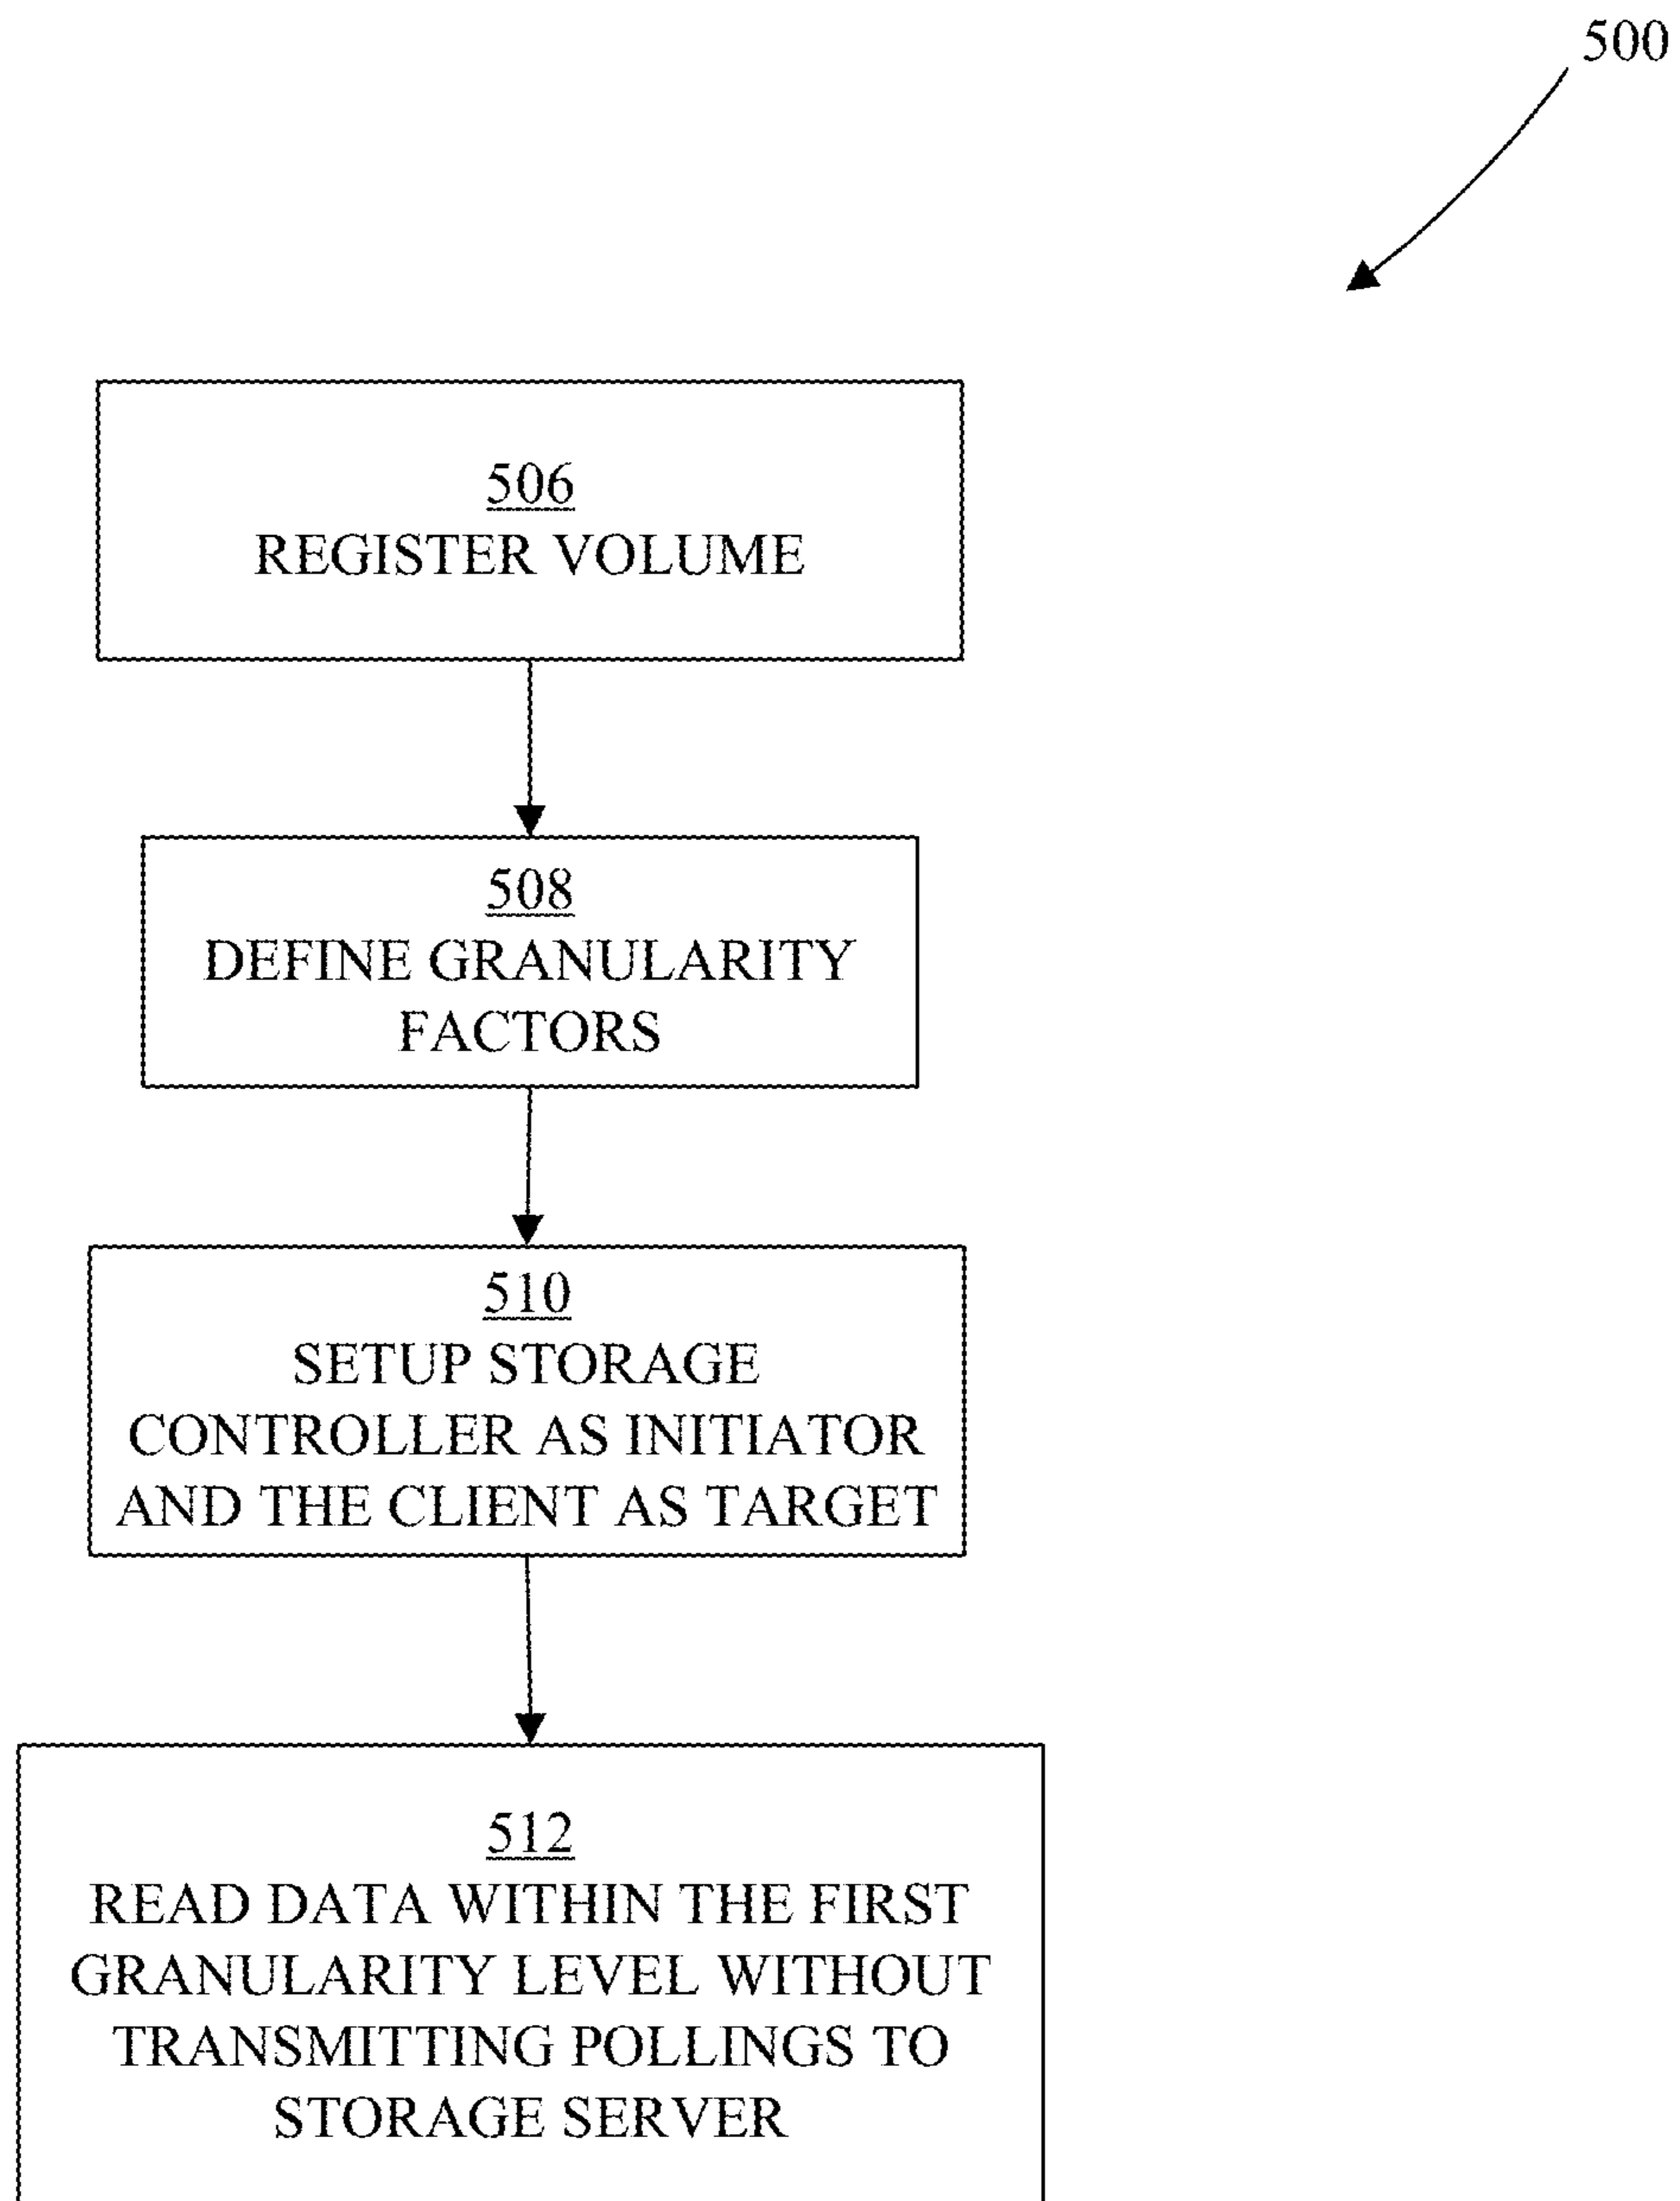 500
506
REGISTER VOLUME
508
DEFINE GRANULARITY
FACTORS
510
SETUP STORAGE
CONTROLLER AS INITIATOR
AND THE CLIENT AS TARGET
512
READ DATA WITHIN THE FIRST
GRANULARITY LEVEL WITHOUT
TRANSMITTING POLLINGS TO
STORAGE SERVER